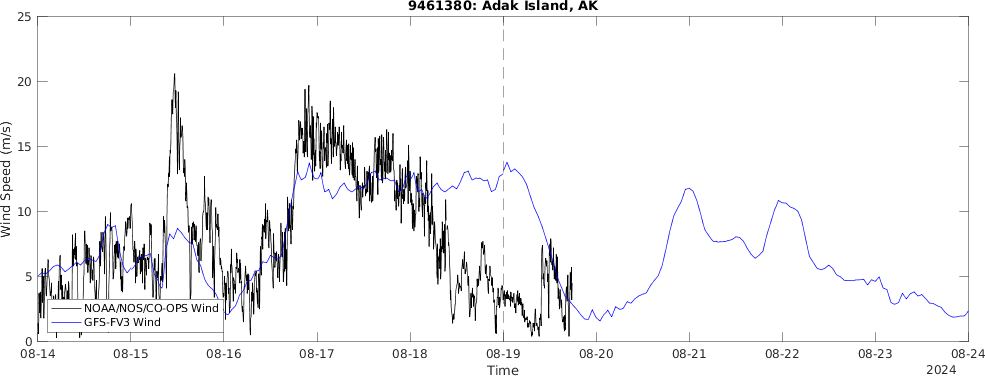 9461380: Adak Island, AK
Wind Speed (m/s)
25
20
15
10
5
0
NOAA/NOS/CO-OPS Wind
GFS-FV3 Wind
08-14 08-15 08-16 08-17 08-18 08-19 08-20 08-21 08-22 08-23 08-24
Time
2024